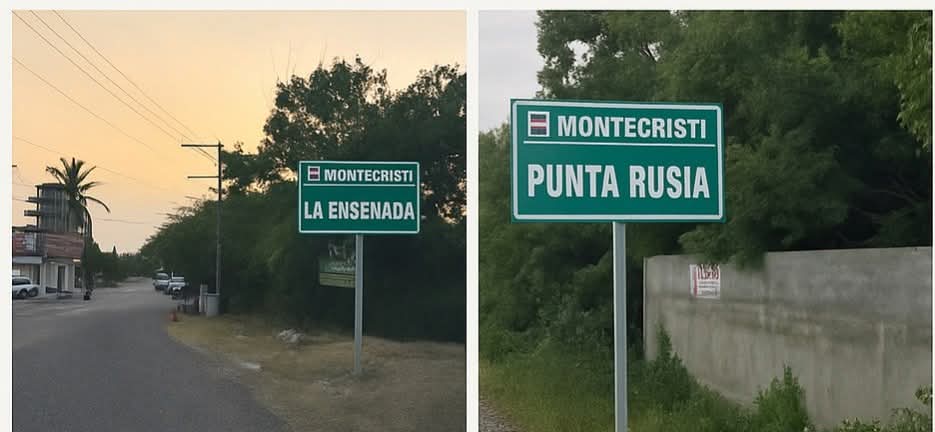 MONTECRISTI
LA ENSENADA
MONTECRISTI
PUNTA RUSIA